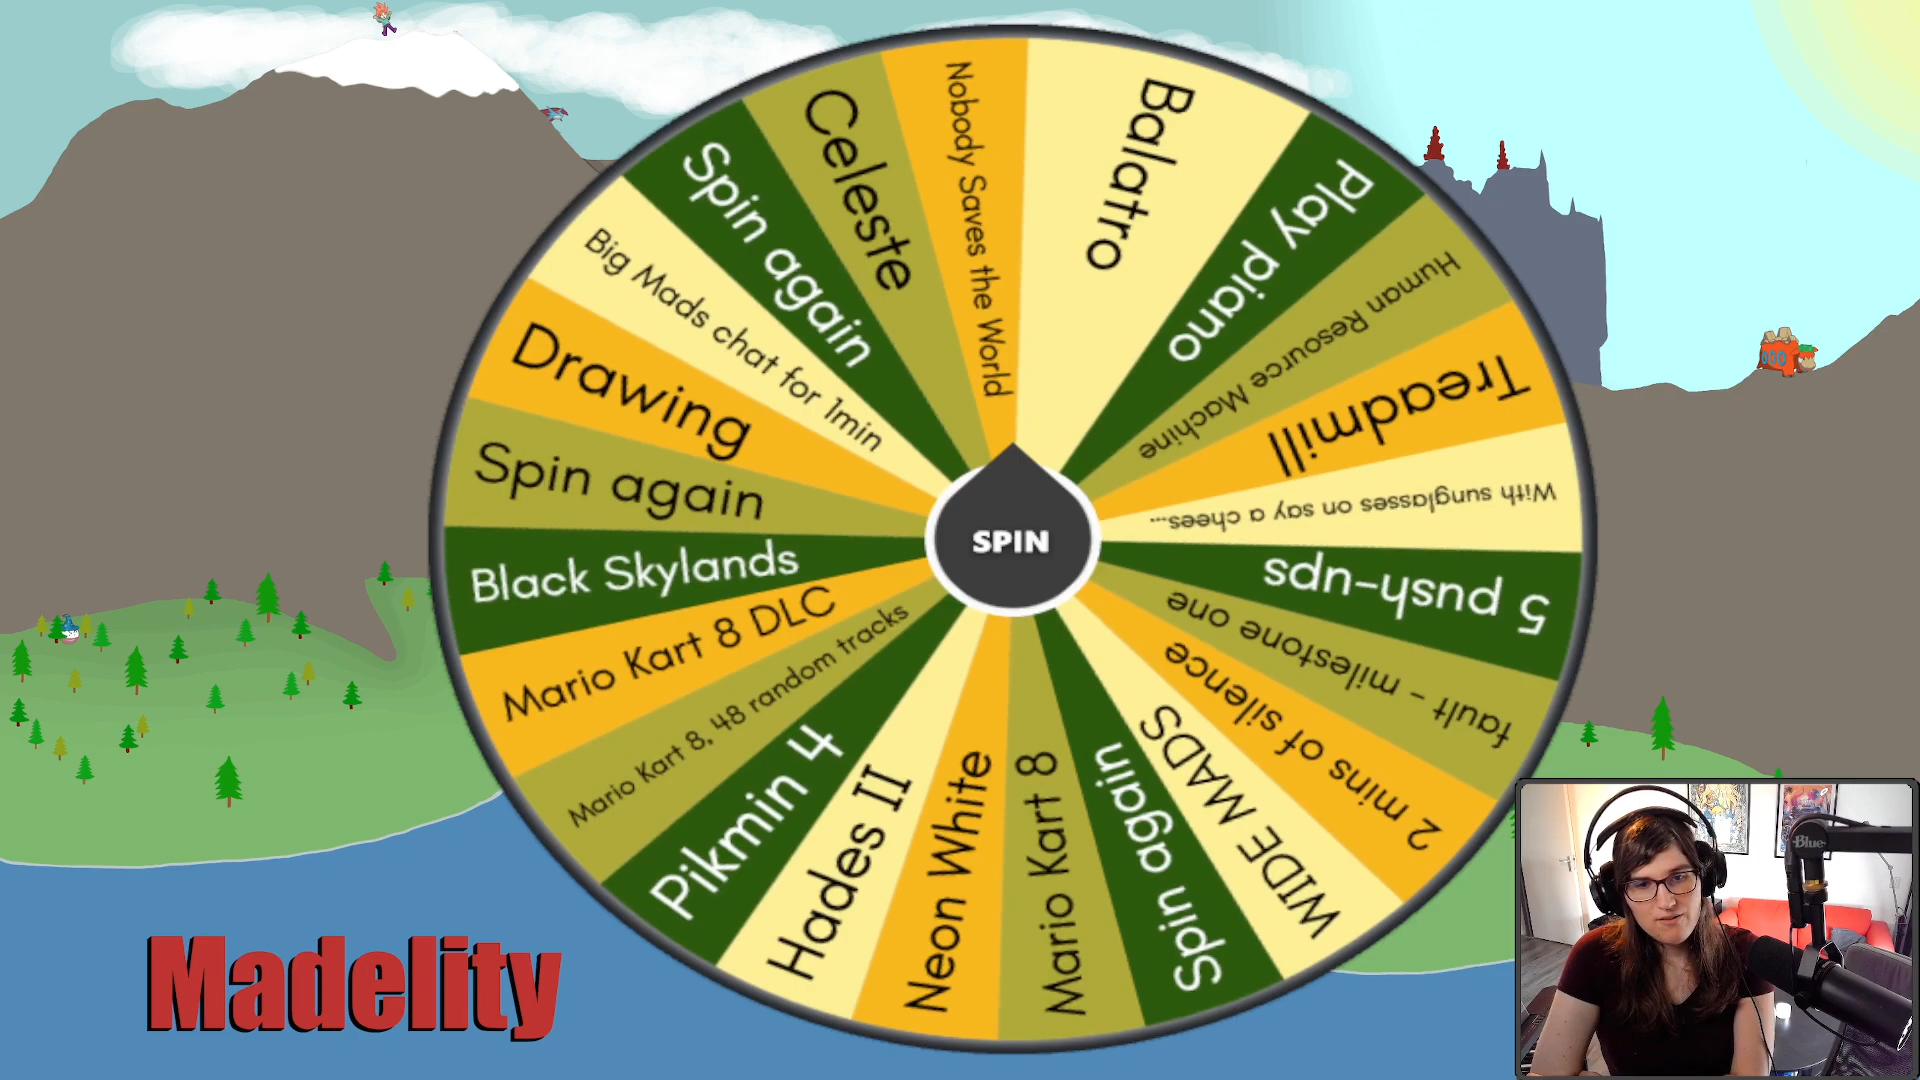 Nobody Saves the World
Balatro
Play piano
Human Resource Machine
Treadmill
With sunglasses on say a chees...
5 push-ups
fault - milestone one
2 mins of silence
WIDE MADS
Spin again
Mario Kart 8
Neon White
Hades II
Pikmin 4
Mario Kart 8, 48 random tracks
Mario Kart 8 DLC
Black Skylands
Spin again
Drawing
Big Mads chat for 1min
Spin again
Celeste
SPIN
Madelity
Blue